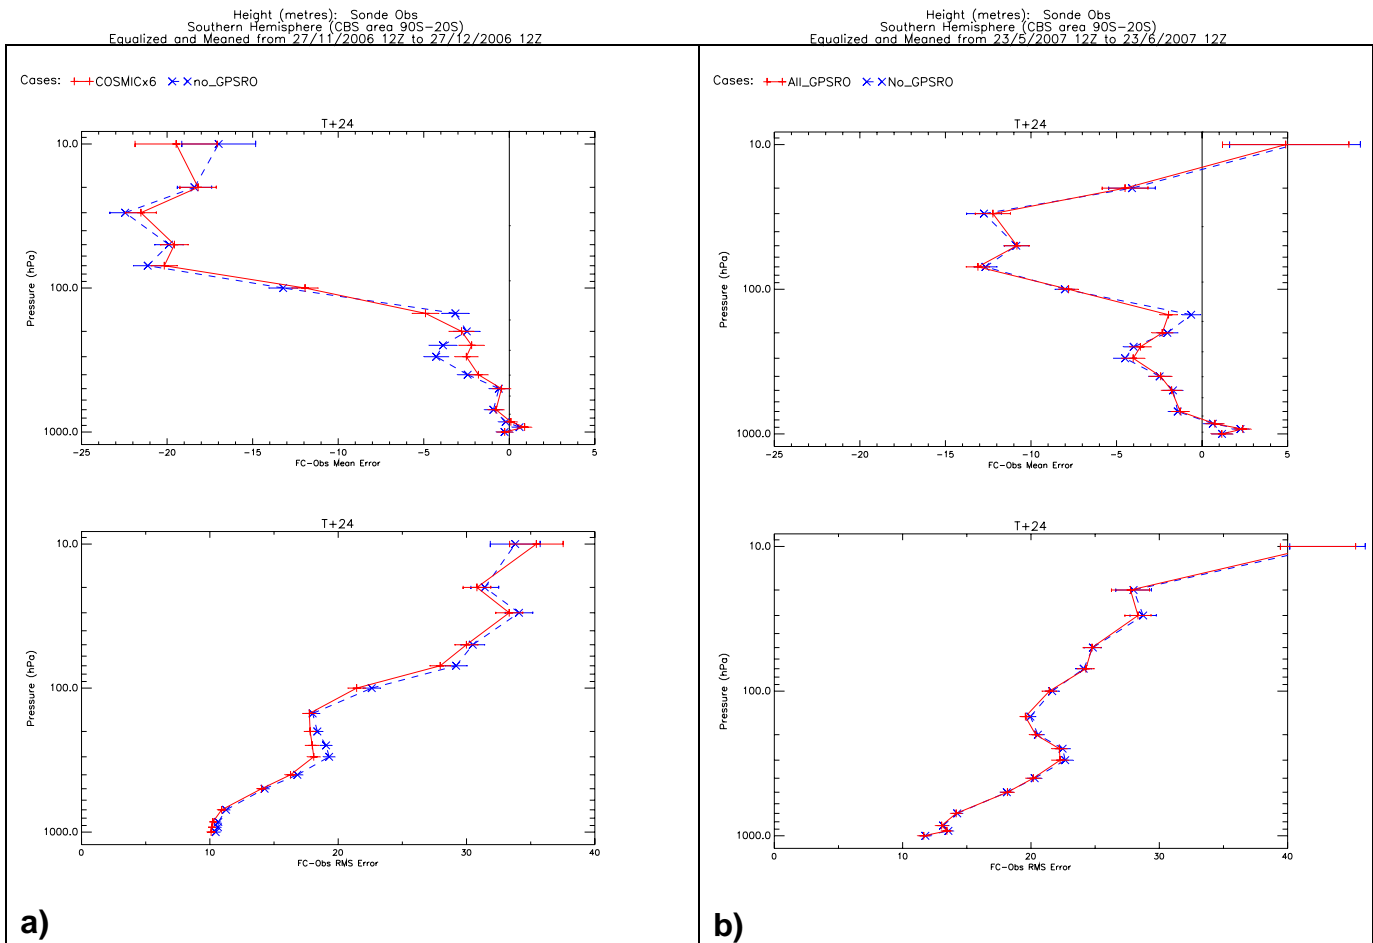 Height (metres): Sonde Obs
Southern Hemisphere (CBS area 90S-20S)
Equalized and Meaned from 27/11/2006 12Z to 27/12/2006 12Z
Cases: COSMICx6 no_GPSRO
T+24
10.0
100.0
1000.0
Pressure (hPa)
-25 -20 -15 -10 -5 0 5
FC-Obs Mean Error
T+24
10.0
100.0
1000.0
Pressure (hPa)
0 10 20 30 40
FC-Obs RMS Error
a)
Height (metres): Sonde Obs
Southern Hemisphere (CBS area 90S-20S)
Equalized and Meaned from 23/5/2007 12Z to 23/6/2007 12Z
Cases: All_GPSRO No_GPSRO
T+24
10.0
100.0
1000.0
Pressure (hPa)
-25 -20 -15 -10 -5 0 5
FC-Obs Mean Error
T+24
10.0
100.0
1000.0
Pressure (hPa)
0 10 20 30 40
FC-Obs RMS Error
b)